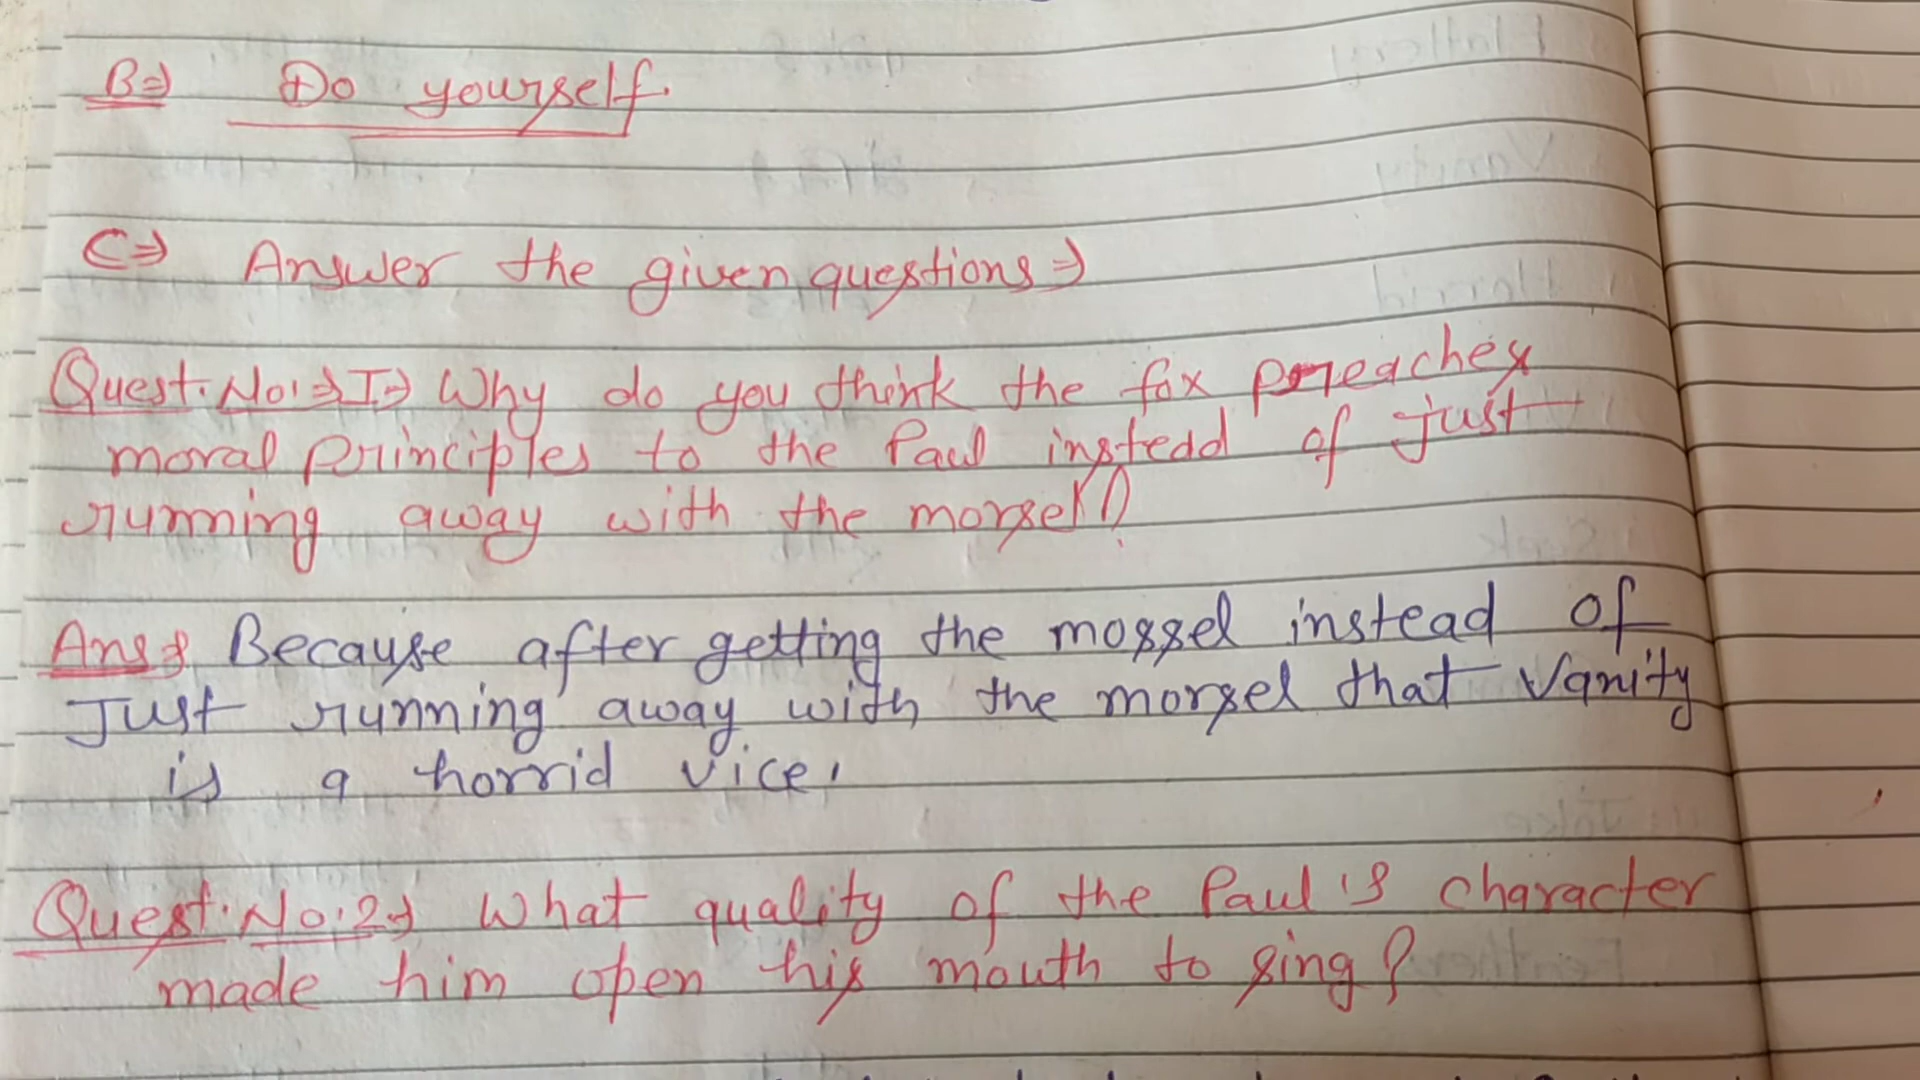 B⇒ Do yourself.
C⇒ Answer the given questions⇒
Quest. No:⇒I⇒ Why do you think the fox preaches
moral principles to the Paul instead of just
running away with the morsel?
Ans⇒ Because after getting the mossel instead of
Just running away with the morsel that Vanity
is a horrid vice.
Quest. No:2⇒ What quality of the Paul's character
made him open his mouth to sing?